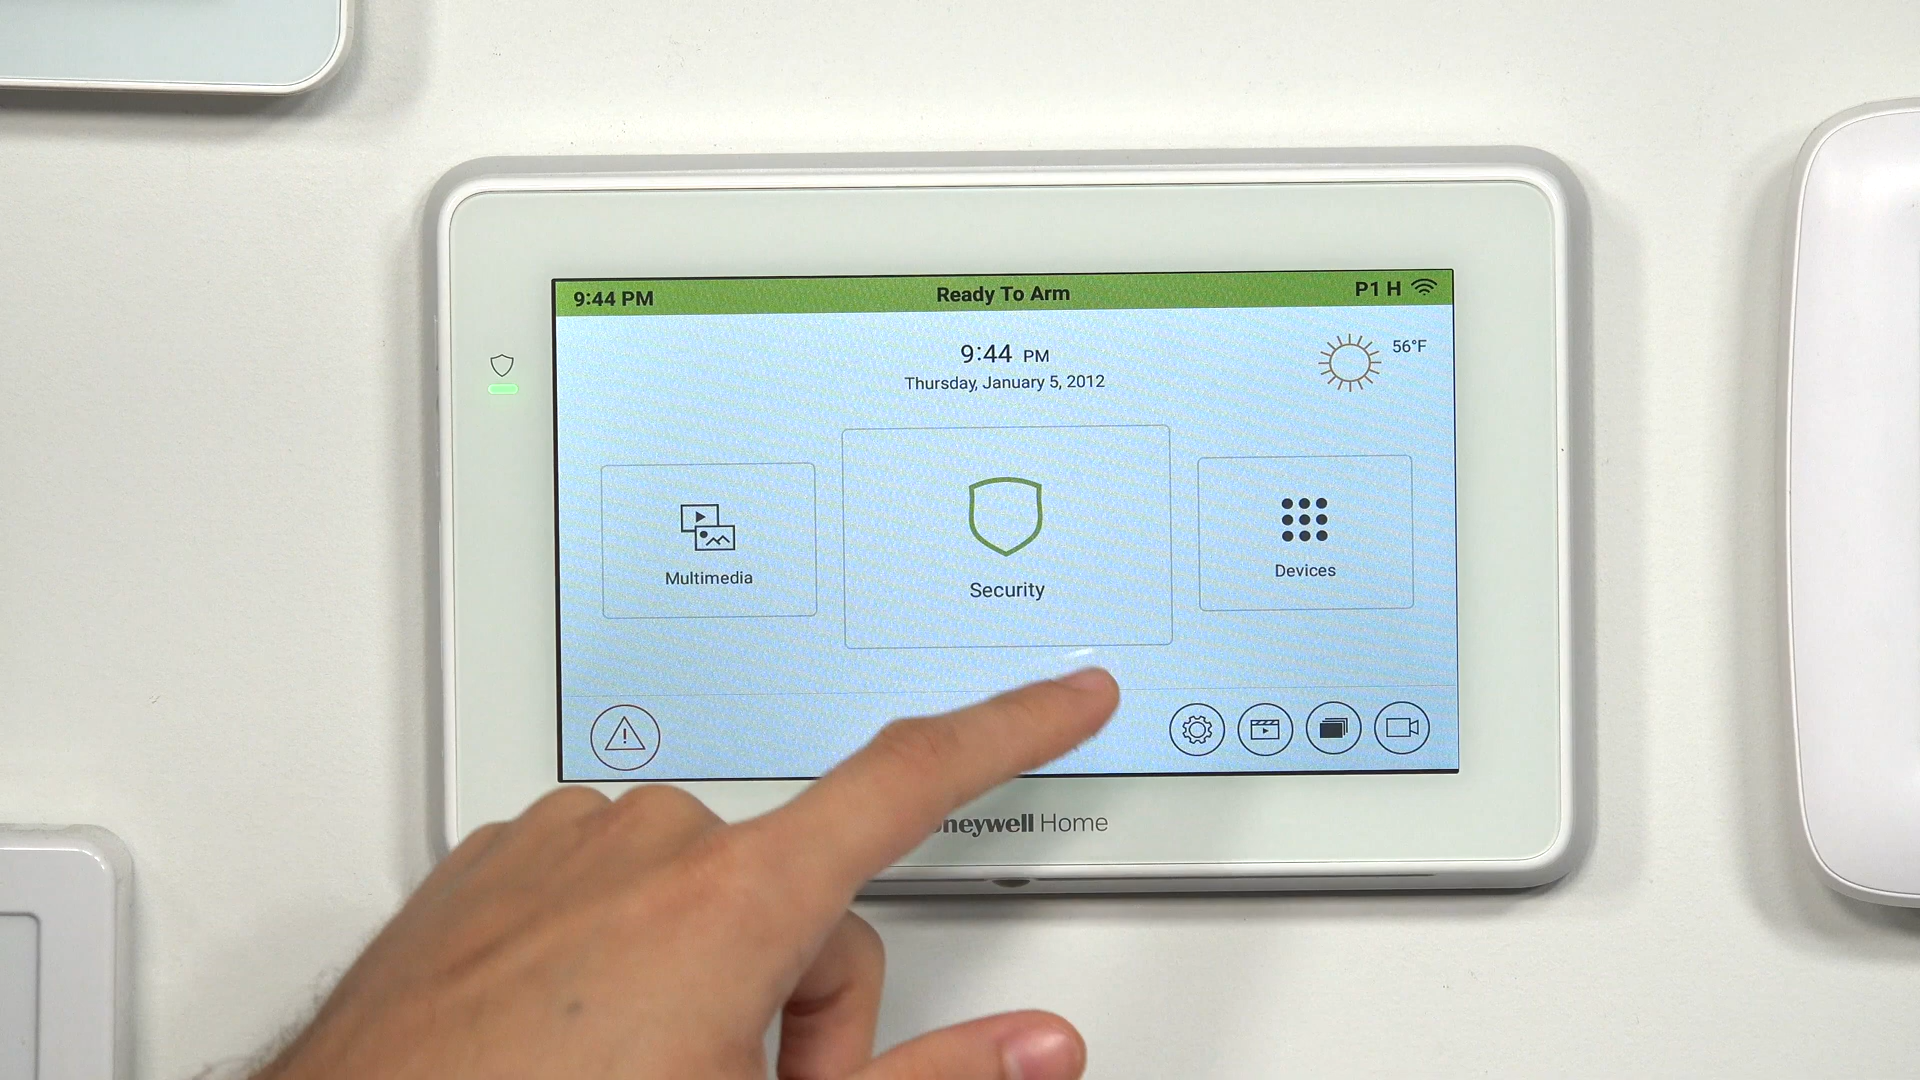 9:44 PM
Ready To Arm
P1 H
9:44 PM
Thursday, January 5, 2012
56°F
Multimedia
Security
Devices
Home